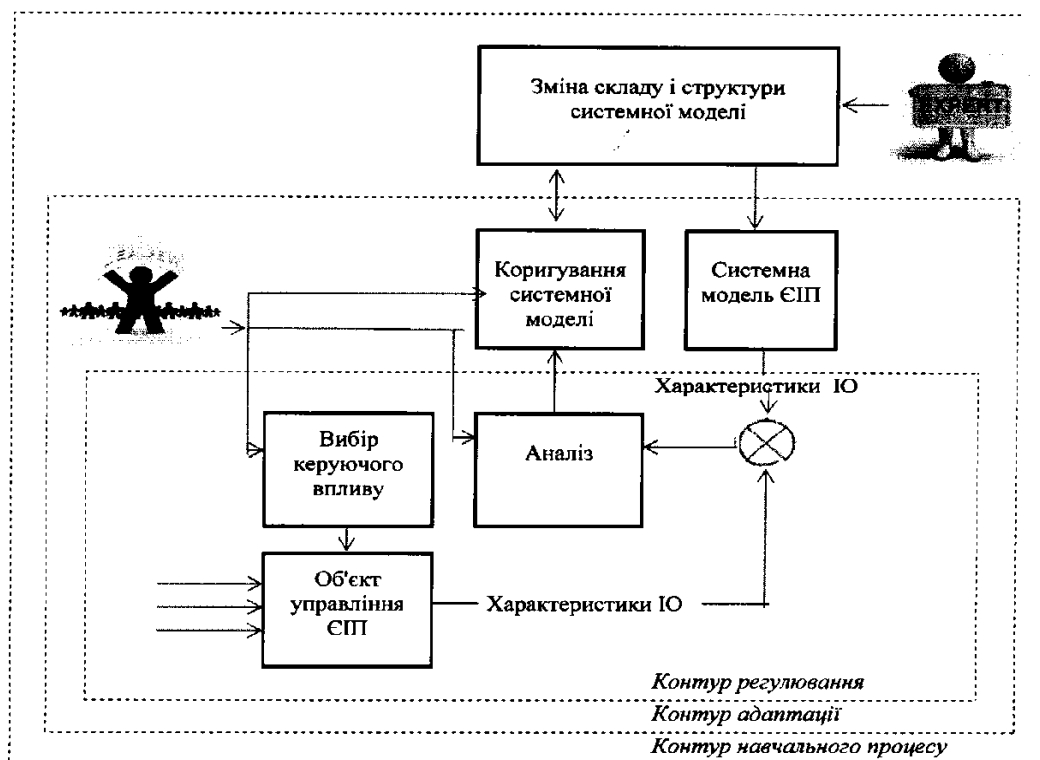 Зміна складу і структури
системної моделі
EXPERT
Коригування
системної
моделі
Системна
модель ЄІП
Характеристики ІО
Вибір
керуючого
впливу
Аналіз
Об'єкт
управління
ЄІП
Характеристики ІО
Контур регулювання
Контур адаптації
Контур навчального процесу